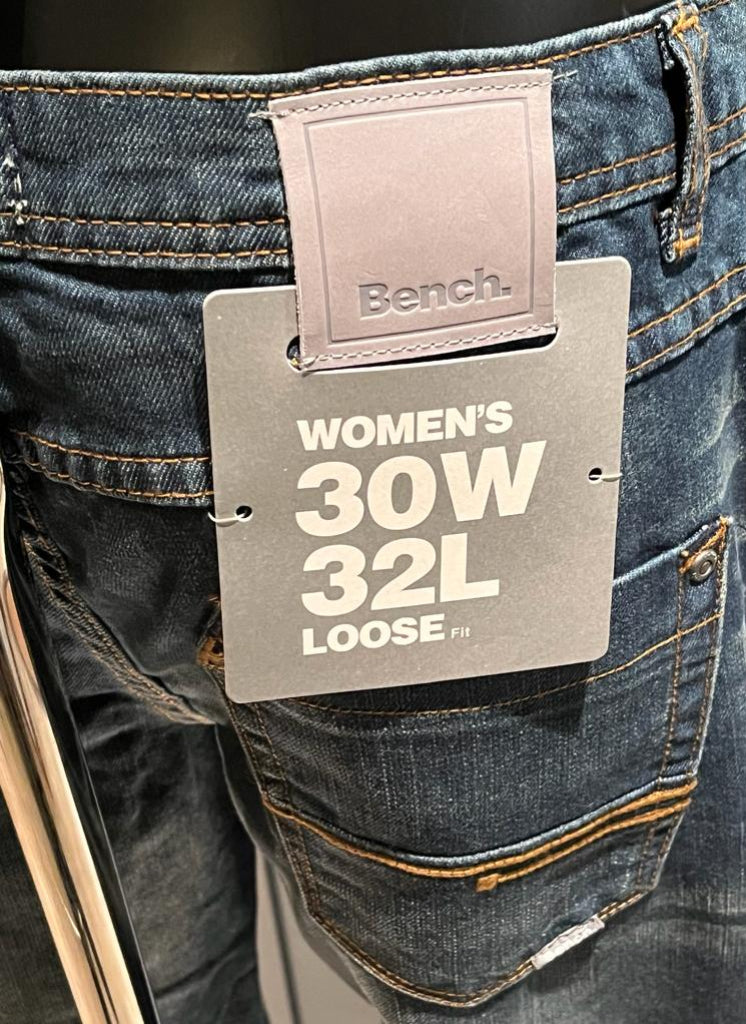 Bench.
WOMEN'S
30W
32L
LOOSE Fit